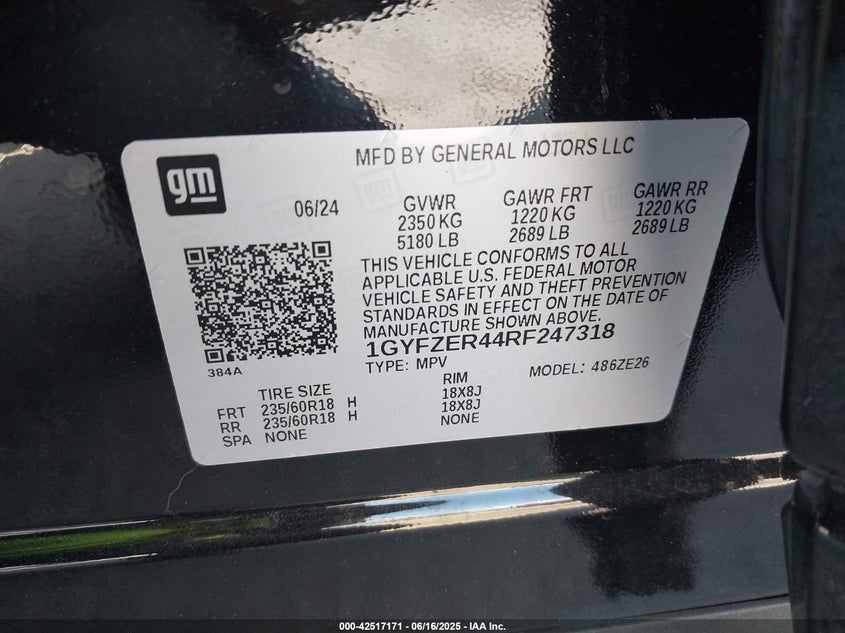 MFD BY GENERAL MOTORS LLC
gm
06/24
GVWR
2350 KG
5180 LB
GAWR FRT
1220 KG
2689 LB
GAWR RR
1220 KG
2689 LB
THIS VEHICLE CONFORMS TO ALL
APPLICABLE U.S. FEDERAL MOTOR
VEHICLE SAFETY AND THEFT PREVENTION
STANDARDS IN EFFECT ON THE DATE OF
MANUFACTURE SHOWN ABOVE.
1GYFZER44RF247318
TYPE: MPV
MODEL: 486ZE26
384A
TIRE SIZE
RIM
FRT 235/60R18 H 18X8J
RR 235/60R18 H 18X8J
SPA NONE NONE
000-42517171 - 06/16/2025 - IAA Inc.